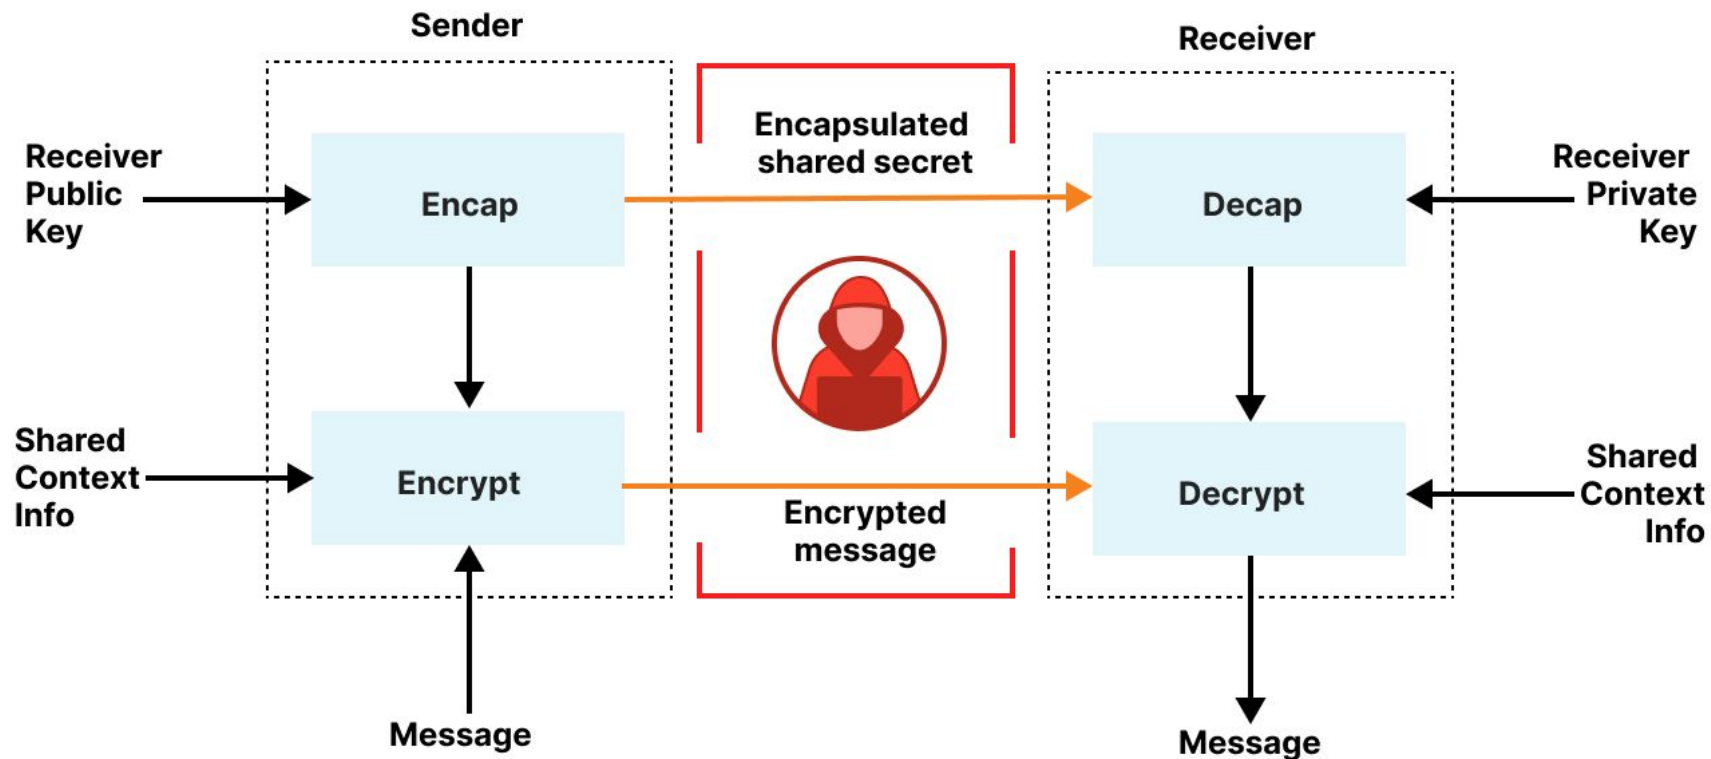 Sender
Receiver
Receiver
Public
Key
Encap
Encapsulated
shared secret
Decap
Receiver
Private
Key
Shared
Context
Info
Encrypt
Encrypted
message
Decrypt
Shared
Context
Info
Message
Message